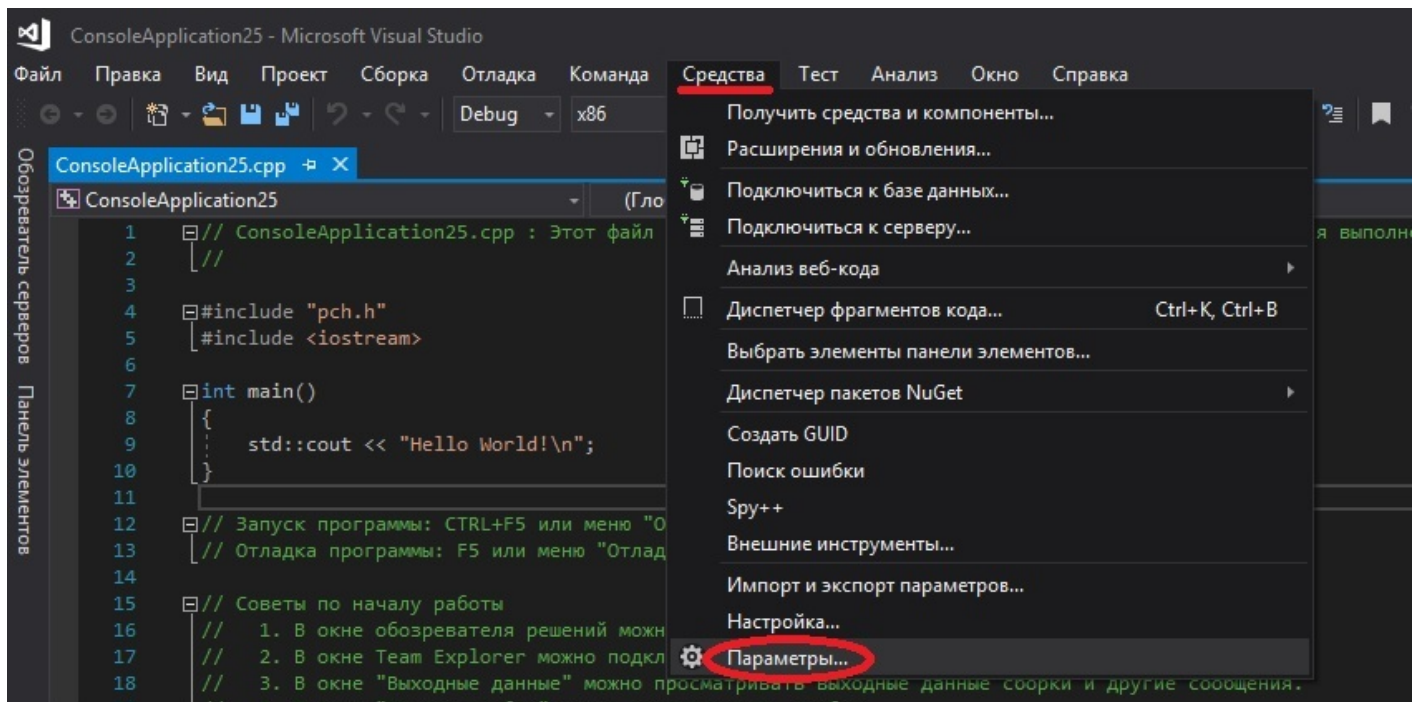 ConsoleApplication25 - Microsoft Visual Studio
Файл Правка Вид Проект Сборка Отладка Команда Средства Тест Анализ Окно Справка
Debug x86
Обозреватель серверов Панель элементов
ConsoleApplication25.cpp
ConsoleApplication25 (Гло
1 // ConsoleApplication25.cpp : Этот файл я выполн
2 //
3
4 #include "pch.h"
5 #include <iostream>
6
7 int main()
8 {
9 std::cout << "Hello World!\n";
10 }
11
12 // Запуск программы: CTRL+F5 или меню "О
13 // Отладка программы: F5 или меню "Отлад
14
15 // Советы по началу работы
16 // 1. В окне обозревателя решений можн
17 // 2. В окне Team Explorer можно подкл
18 // 3. В окне "Выходные данные" можно просматривать выходные данные сборки и другие сообщения.
Получить средства и компоненты...
Расширения и обновления...
Подключиться к базе данных...
Подключиться к серверу...
Анализ веб-кода
Диспетчер фрагментов кода... Ctrl+K, Ctrl+B
Выбрать элементы панели элементов...
Диспетчер пакетов NuGet
Создать GUID
Поиск ошибки
Spy++
Внешние инструменты...
Импорт и экспорт параметров...
Настройка...
Параметры...